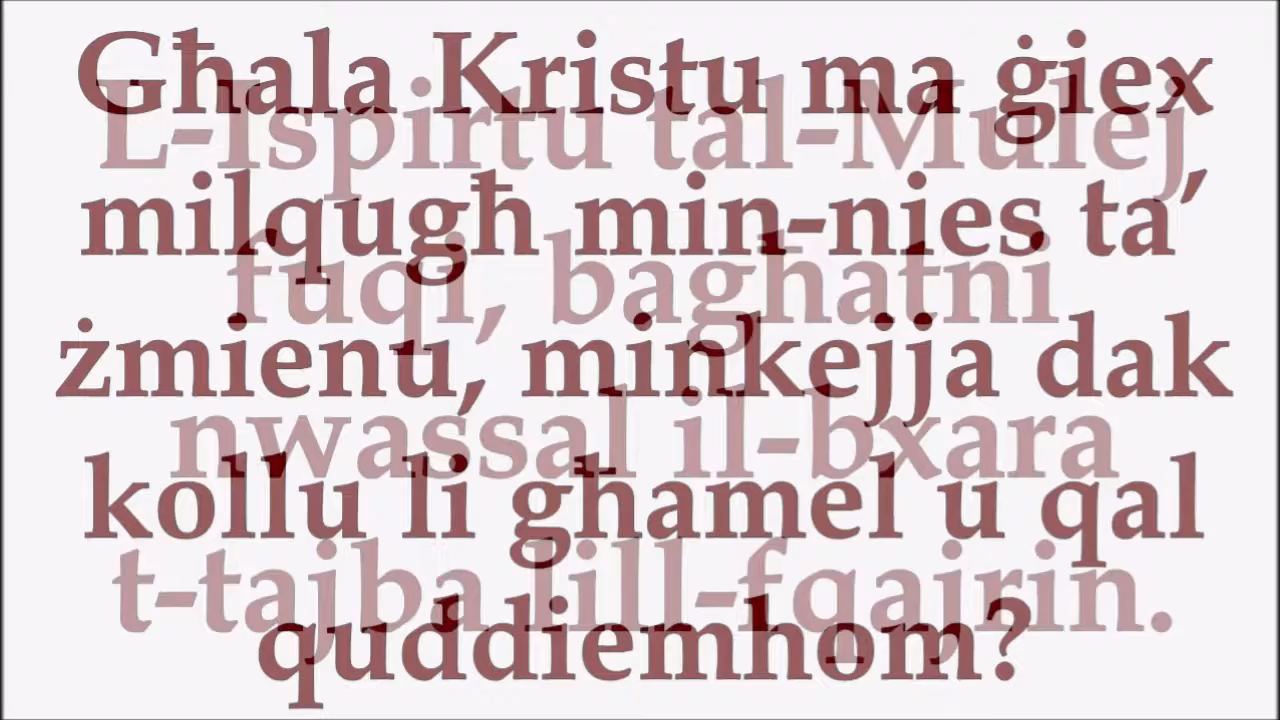 Għala Kristu ma ġiex
milqugħ min-nies ta’
żmienu, minkejja dak
kollu li għamel u qal
quddiemhom?
L-Ispirtu tal-Mulej
fuqi, bagħatni
nwassal il-bxara
t-tajba lill-fqajrin.